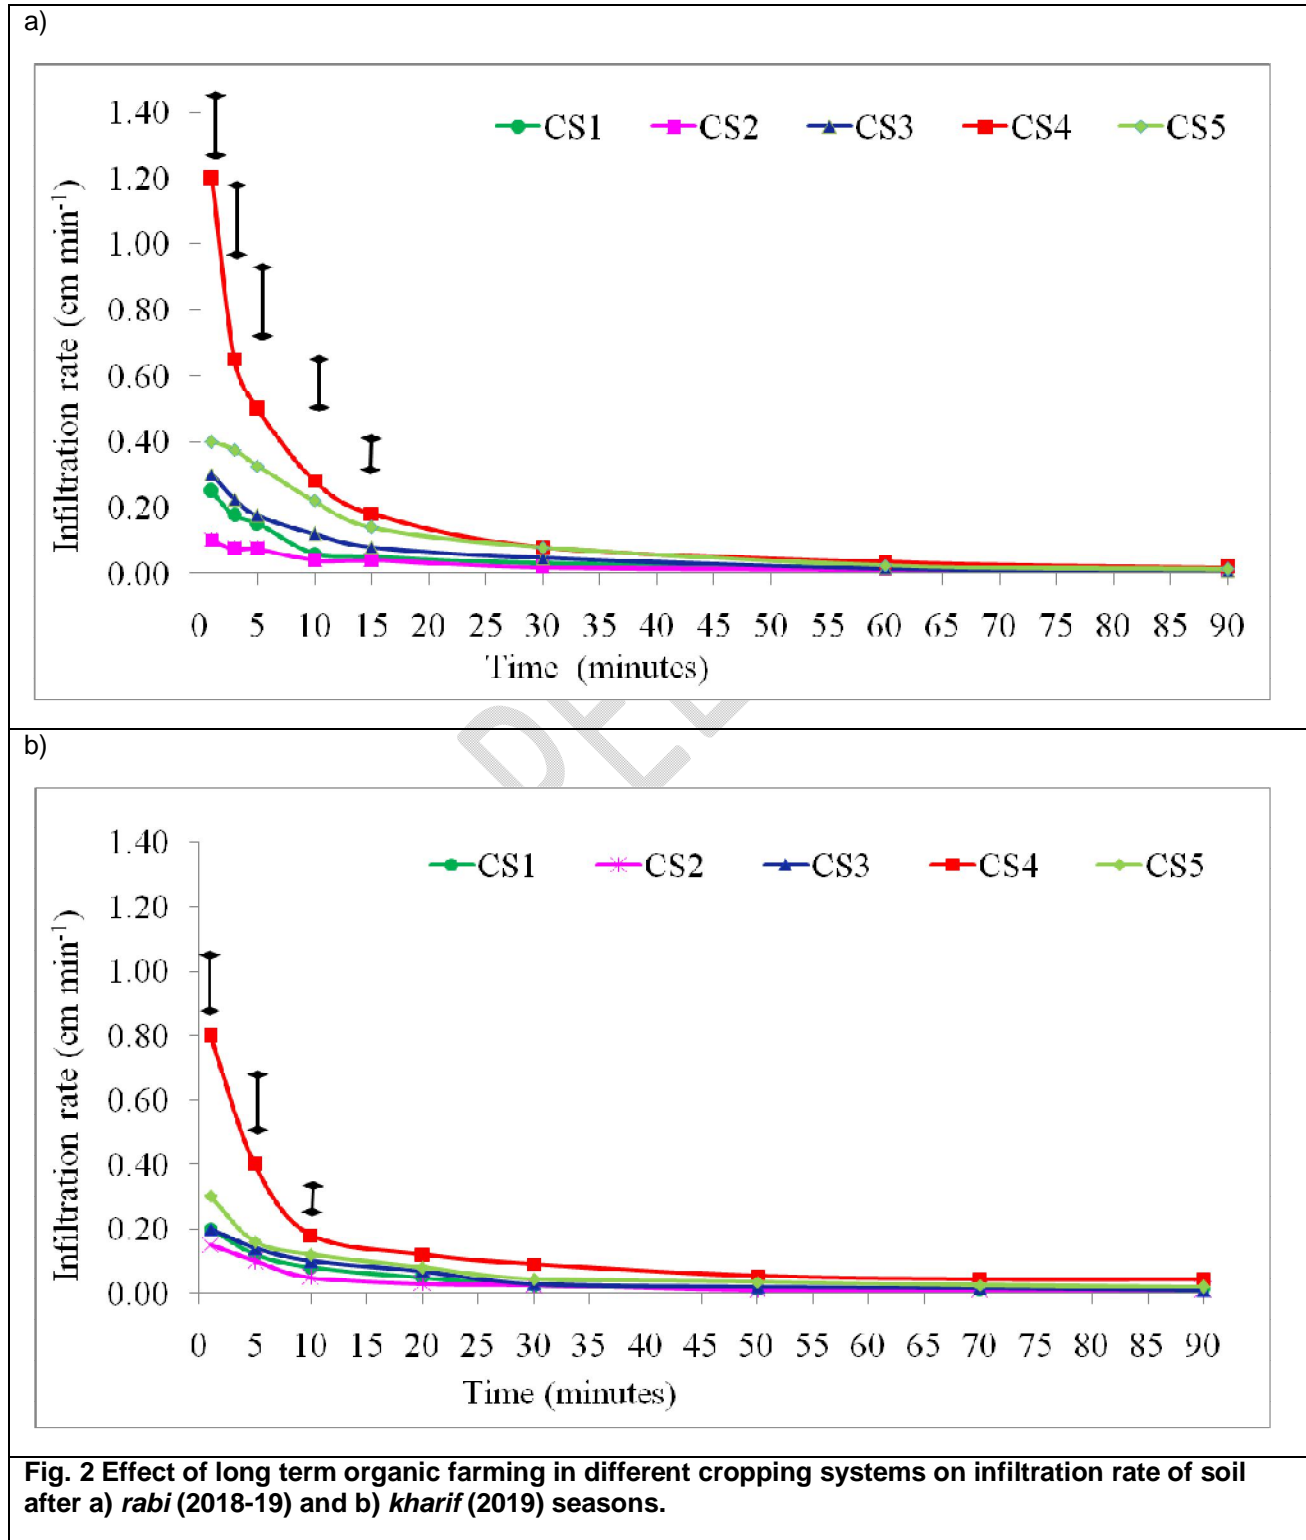 a)
1.40
1.20
1.00
0.80
0.60
0.40
0.20
0.00
Infiltration rate (cm min-1)
CS1 CS2 CS3 CS4 CS5
0 5 10 15 20 25 30 35 40 45 50 55 60 65 70 75 80 85 90
Time (minutes)
b)
1.40
1.20
1.00
0.80
0.60
0.40
0.20
0.00
Infiltration rate (cm min-1)
CS1 CS2 CS3 CS4 CS5
0 5 10 15 20 25 30 35 40 45 50 55 60 65 70 75 80 85 90
Time (minutes)
Fig. 2 Effect of long term organic farming in different cropping systems on infiltration rate of soil
after a) rabi (2018-19) and b) kharif (2019) seasons.